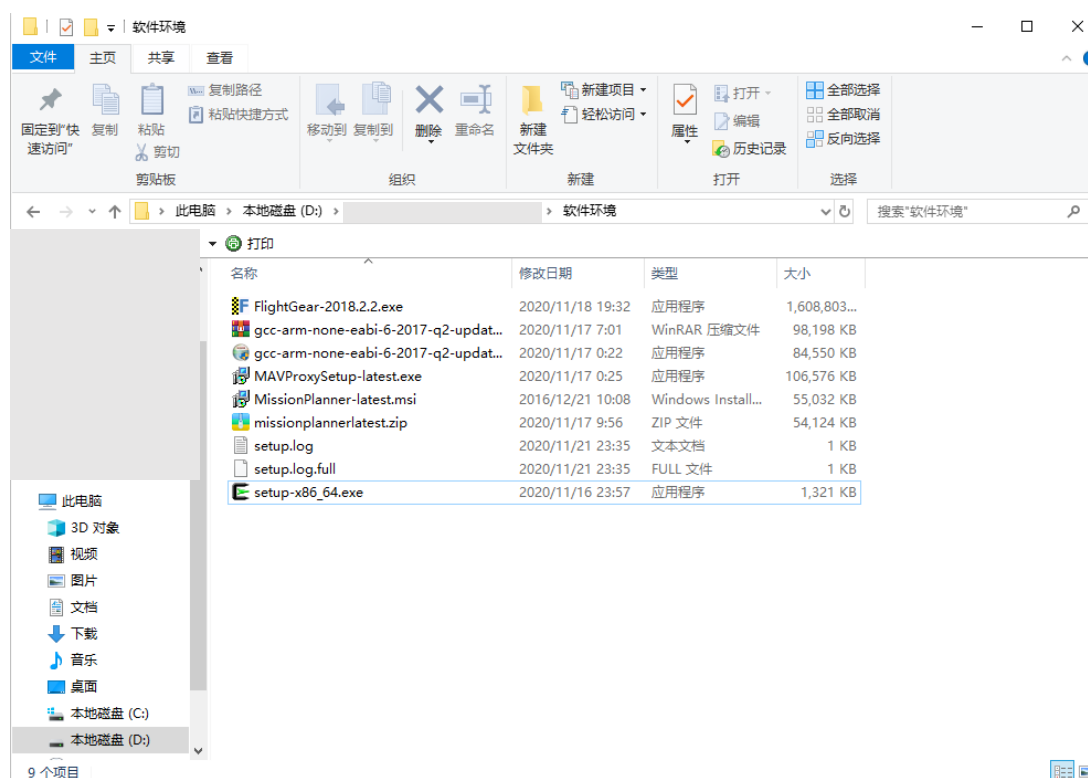 软件环境
文件 主页 共享 查看
固定到"快速访问"
复制
粘贴
复制路径
粘贴快捷方式
剪切
剪贴板
移动到 复制到 删除 重命名
组织
新建文件夹
新建项目
轻松访问
新建
属性
打开
编辑
历史记录
打开
全部选择
全部取消
反向选择
选择
此电脑 › 本地磁盘 (D:) › › 软件环境
搜索"软件环境"
打印
名称 修改日期 类型 大小
FlightGear-2018.2.2.exe 2020/11/18 19:32 应用程序 1,608,803...
gcc-arm-none-eabi-6-2017-q2-updat... 2020/11/17 7:01 WinRAR 压缩文件 98,198 KB
gcc-arm-none-eabi-6-2017-q2-updat... 2020/11/17 0:22 应用程序 84,550 KB
MAVProxySetup-latest.exe 2020/11/17 0:25 应用程序 106,576 KB
MissionPlanner-latest.msi 2016/12/21 10:08 Windows Install... 55,032 KB
missionplannerlatest.zip 2020/11/17 9:56 ZIP 文件 54,124 KB
setup.log 2020/11/21 23:35 文本文档 1 KB
setup.log.full 2020/11/21 23:35 FULL 文件 1 KB
setup-x86_64.exe 2020/11/16 23:57 应用程序 1,321 KB
此电脑
3D 对象
视频
图片
文档
下载
音乐
桌面
本地磁盘 (C:)
本地磁盘 (D:)
9 个项目